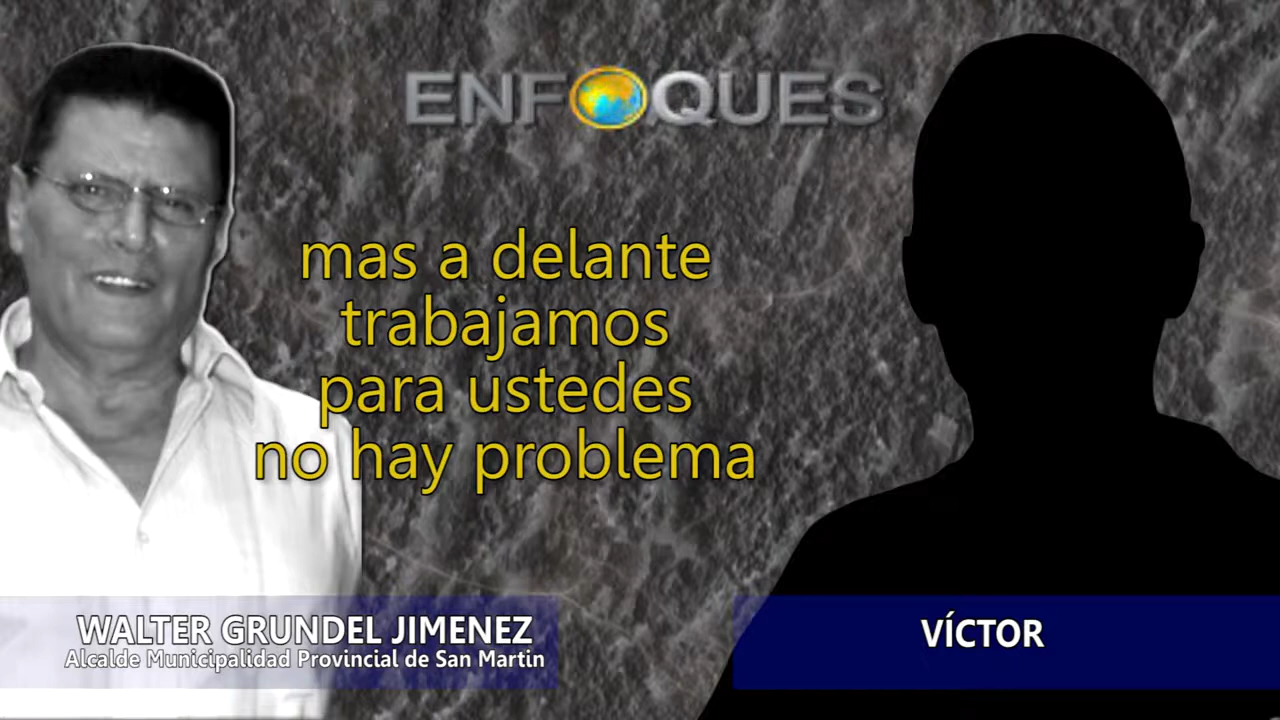 ENFOQUES
mas a delante
trabajamos
para ustedes
no hay problema
WALTER GRUNDEL JIMENEZ
Alcalde Municipalidad Provincial de San Martin
VÍCTOR